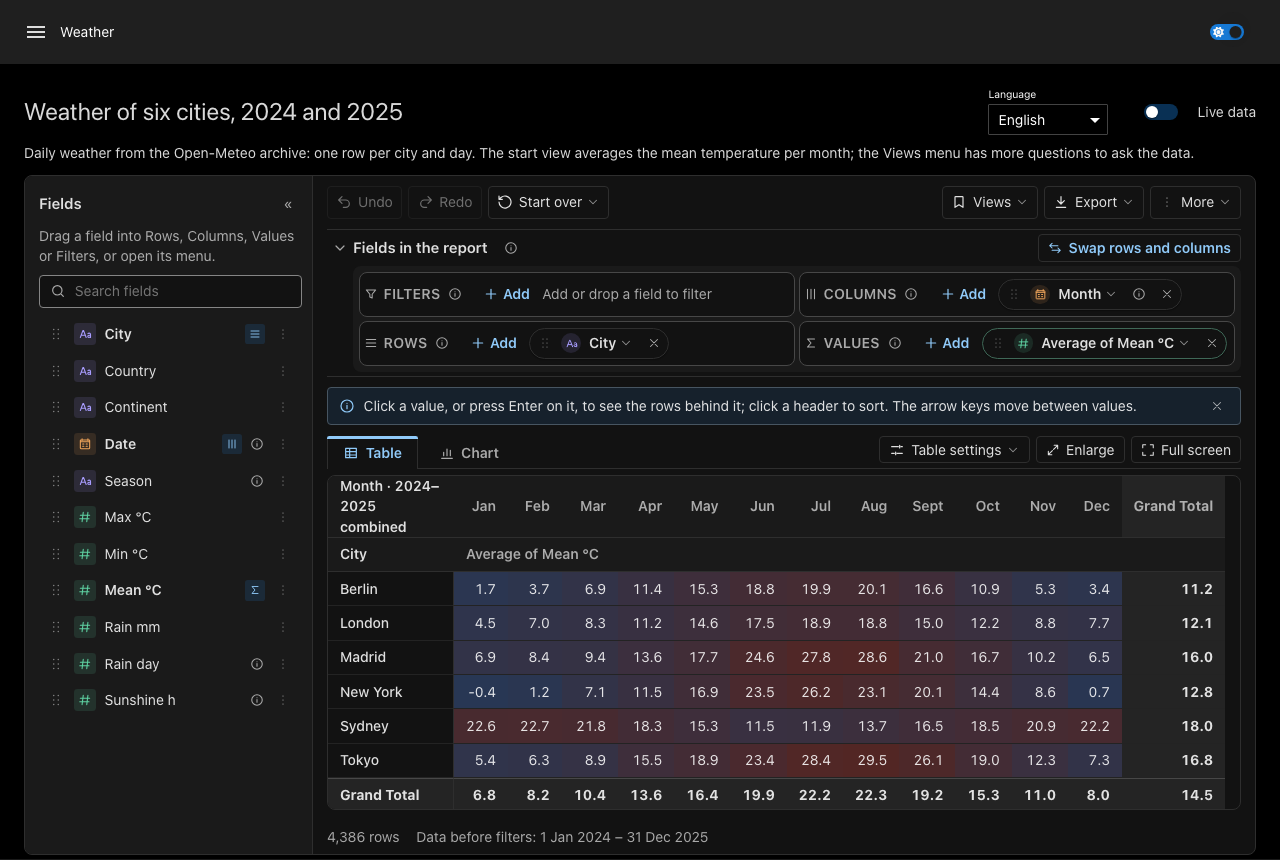 Weather
Weather of six cities, 2024 and 2025
Language
English
Live data
Daily weather from the Open-Meteo archive: one row per city and day. The start view averages the mean temperature per month; the Views menu has more questions to ask the data.
Fields
«
Drag a field into Rows, Columns, Values
or Filters, or open its menu.
Search fields
Aa City
Aa Country
Aa Continent
Date
Aa Season
# Max °C
# Min °C
# Mean °C Σ
# Rain mm
# Rain day
# Sunshine h
Undo Redo Start over Views Export More
Fields in the report Swap rows and columns
FILTERS + Add Add or drop a field to filter
COLUMNS + Add Month
ROWS + Add Aa City
Σ VALUES + Add # Average of Mean °C
Click a value, or press Enter on it, to see the rows behind it; click a header to sort. The arrow keys move between values.
Table Chart Table settings Enlarge Full screen
Month · 2024–
2025
combined
Jan Feb Mar Apr May Jun Jul Aug Sept Oct Nov Dec Grand Total
City Average of Mean °C
Berlin 1.7 3.7 6.9 11.4 15.3 18.8 19.9 20.1 16.6 10.9 5.3 3.4 11.2
London 4.5 7.0 8.3 11.2 14.6 17.5 18.9 18.8 15.0 12.2 8.8 7.7 12.1
Madrid 6.9 8.4 9.4 13.6 17.7 24.6 27.8 28.6 21.0 16.7 10.2 6.5 16.0
New York -0.4 1.2 7.1 11.5 16.9 23.5 26.2 23.1 20.1 14.4 8.6 0.7 12.8
Sydney 22.6 22.7 21.8 18.3 15.3 11.5 11.9 13.7 16.5 18.5 20.9 22.2 18.0
Tokyo 5.4 6.3 8.9 15.5 18.9 23.4 28.4 29.5 26.1 19.0 12.3 7.3 16.8
Grand Total 6.8 8.2 10.4 13.6 16.4 19.9 22.2 22.3 19.2 15.3 11.0 8.0 14.5
4,386 rows Data before filters: 1 Jan 2024 – 31 Dec 2025